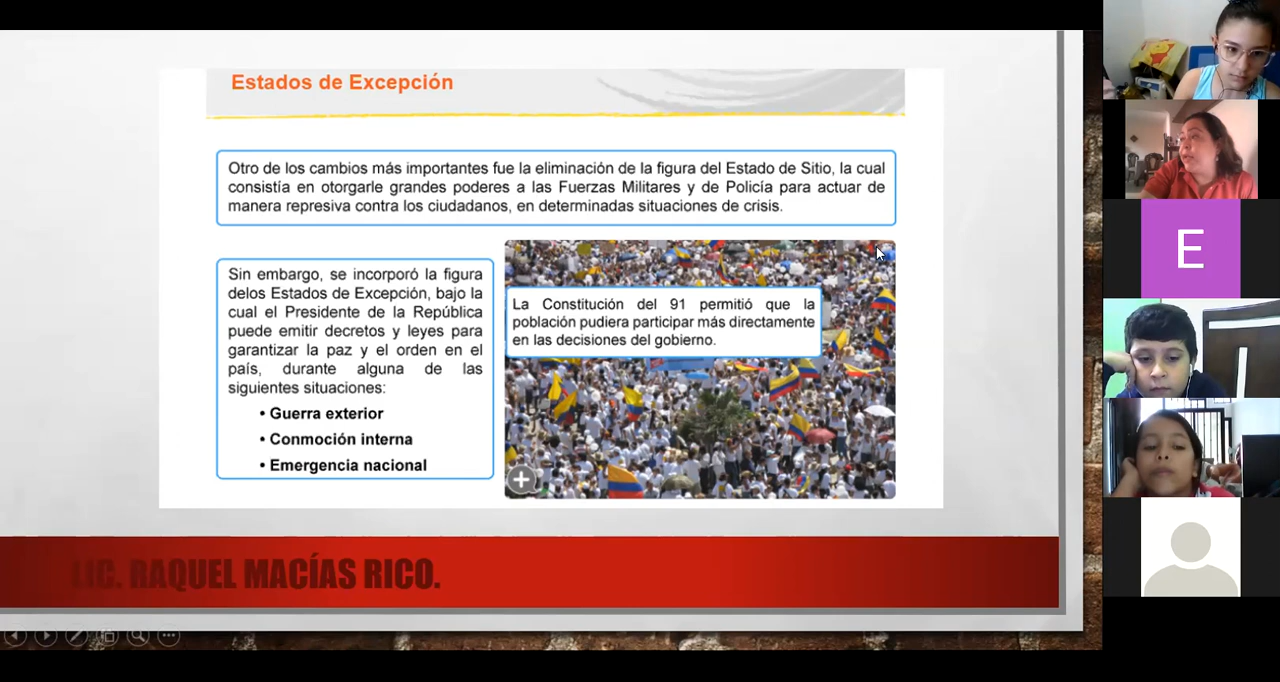 Estados de Excepción
Otro de los cambios más importantes fue la eliminación de la figura del Estado de Sitio, la cual
consistía en otorgarle grandes poderes a las Fuerzas Militares y de Policía para actuar de
manera represiva contra los ciudadanos, en determinadas situaciones de crisis.
Sin embargo, se incorporó la figura
delos Estados de Excepción, bajo la
cual el Presidente de la República
puede emitir decretos y leyes para
garantizar la paz y el orden en el
país, durante alguna de las
siguientes situaciones:
• Guerra exterior
• Conmoción interna
• Emergencia nacional
La Constitución del 91 permitió que la
población pudiera participar más directamente
en las decisiones del gobierno.
LIC. RAQUEL MACÍAS RICO.
E